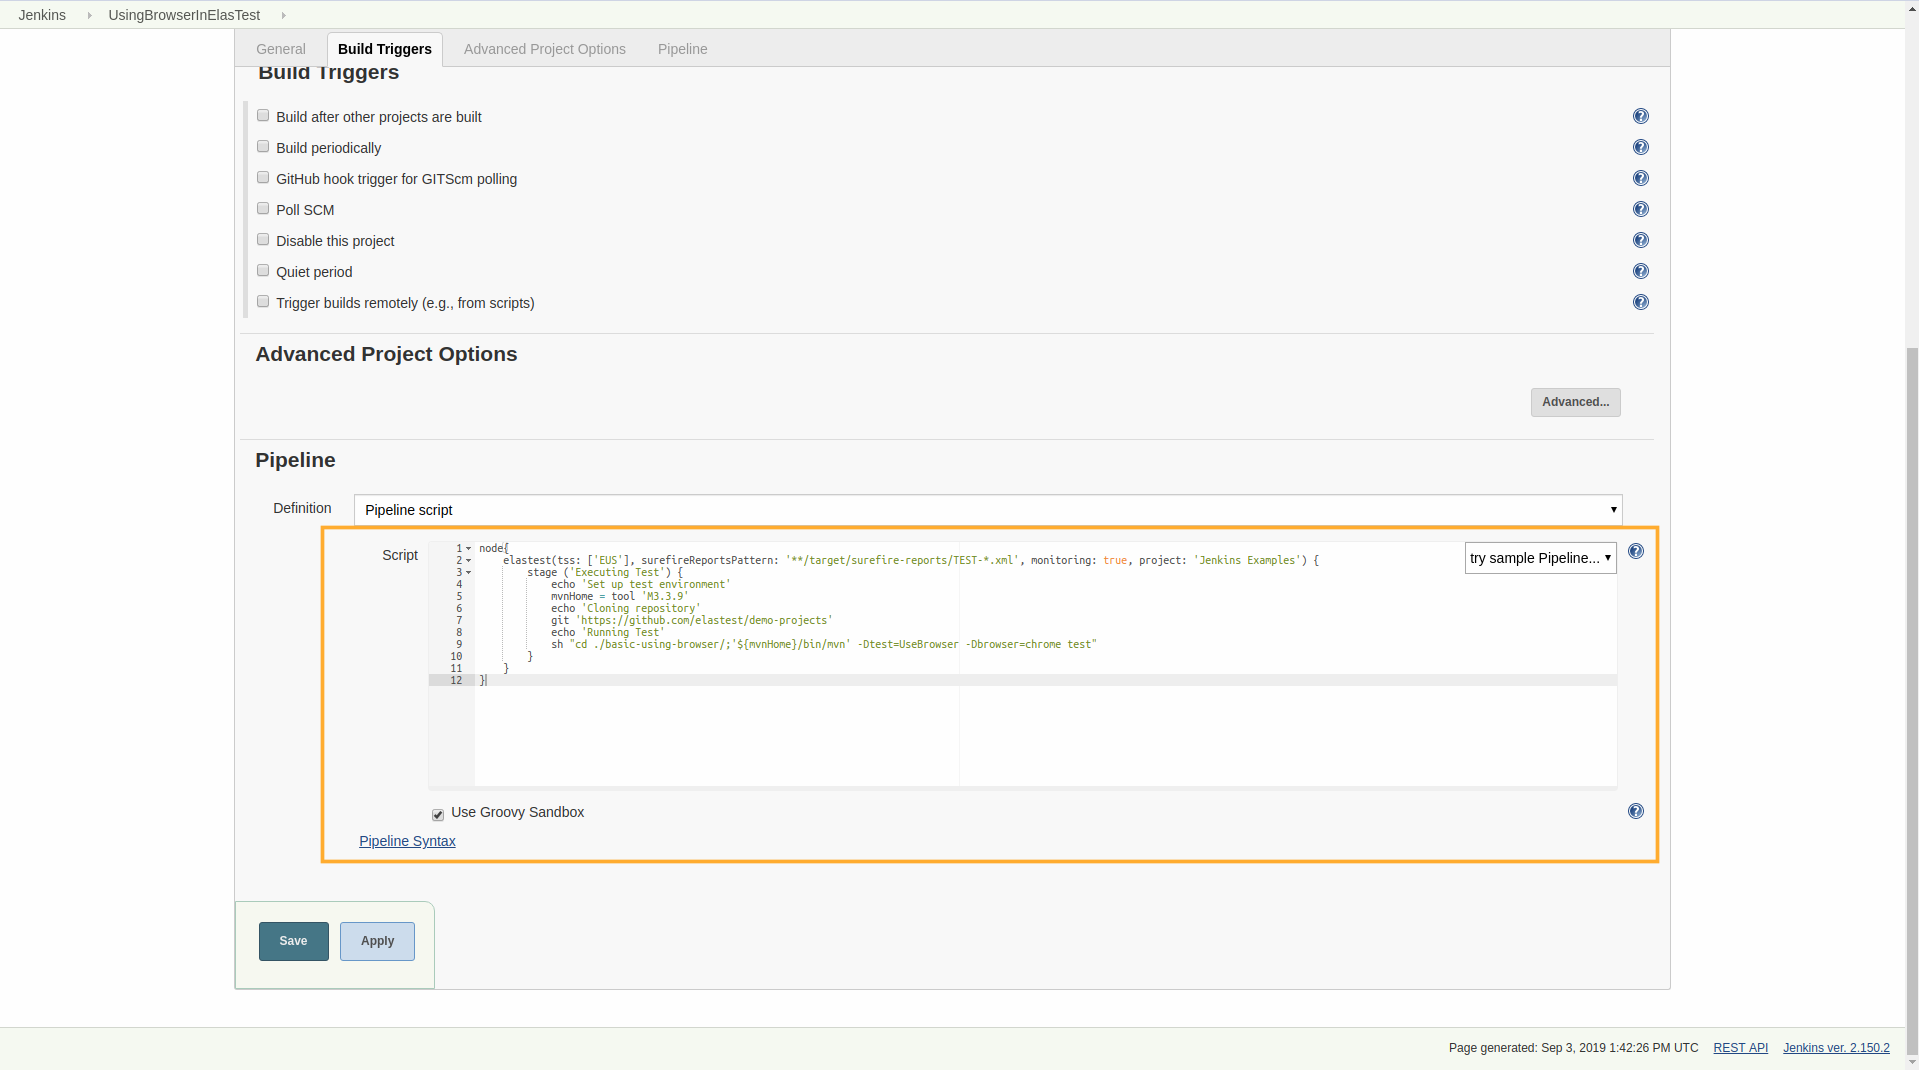 Jenkins UsingBrowserInElasTest
General Build Triggers Advanced Project Options Pipeline
Build Triggers
Build after other projects are built
Build periodically
GitHub hook trigger for GITScm polling
Poll SCM
Disable this project
Quiet period
Trigger builds remotely (e.g., from scripts)
Advanced Project Options
Advanced...
Pipeline
Definition Pipeline script
Script
try sample Pipeline...
1 node{
2 elastest(tss: ['EUS'], surefireReportsPattern: '**/target/surefire-reports/TEST-*.xml', monitoring: true, project: 'Jenkins Examples') {
3 stage ('Executing Test') {
4 echo 'Set up test environment'
5 mvnHome = tool 'M3.3.9'
6 echo 'Cloning repository'
7 git 'https://github.com/elastest/demo-projects'
8 echo 'Running Test'
9 sh "cd ./basic-using-browser/;'${mvnHome}/bin/mvn' -Dtest=UseBrowser -Dbrowser=chrome test"
10 }
11 }
12 }
Use Groovy Sandbox
Pipeline Syntax
Save Apply
Page generated: Sep 3, 2019 1:42:26 PM UTC REST API Jenkins ver. 2.150.2